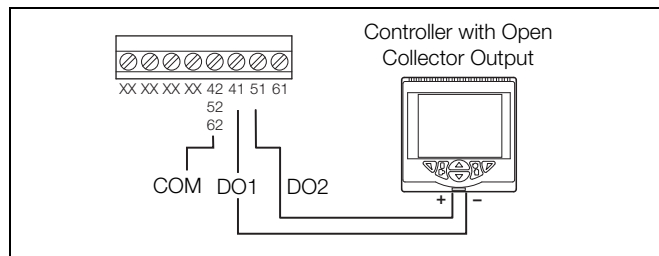 Controller with Open
Collector Output
XX XX XX XX 42 41 51 61
52
62
COM DO1 DO2
+ −